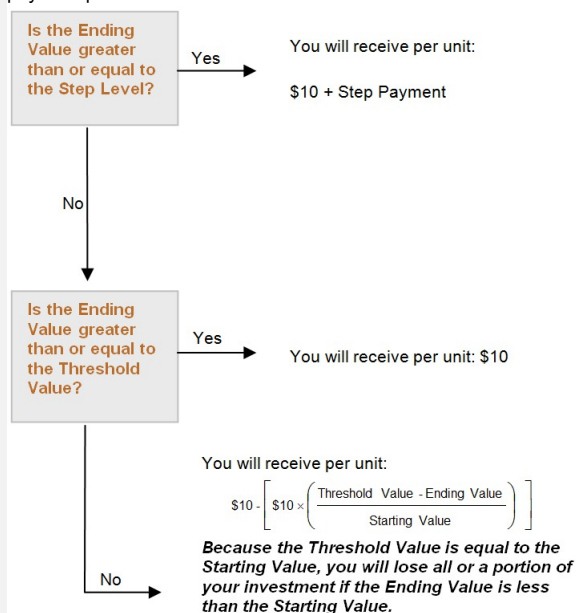 Is the Ending
Value greater
than or equal to
the Step Level?
Yes
You will receive per unit:
$10 + Step Payment
No
Is the Ending
Value greater
than or equal to
the Threshold
Value?
Yes
You will receive per unit: $10
You will receive per unit:
$10 - [ $10 × ( Threshold Value - Ending Value / Starting Value ) ]
Because the Threshold Value is equal to the
Starting Value, you will lose all or a portion of
your investment if the Ending Value is less
than the Starting Value.
No